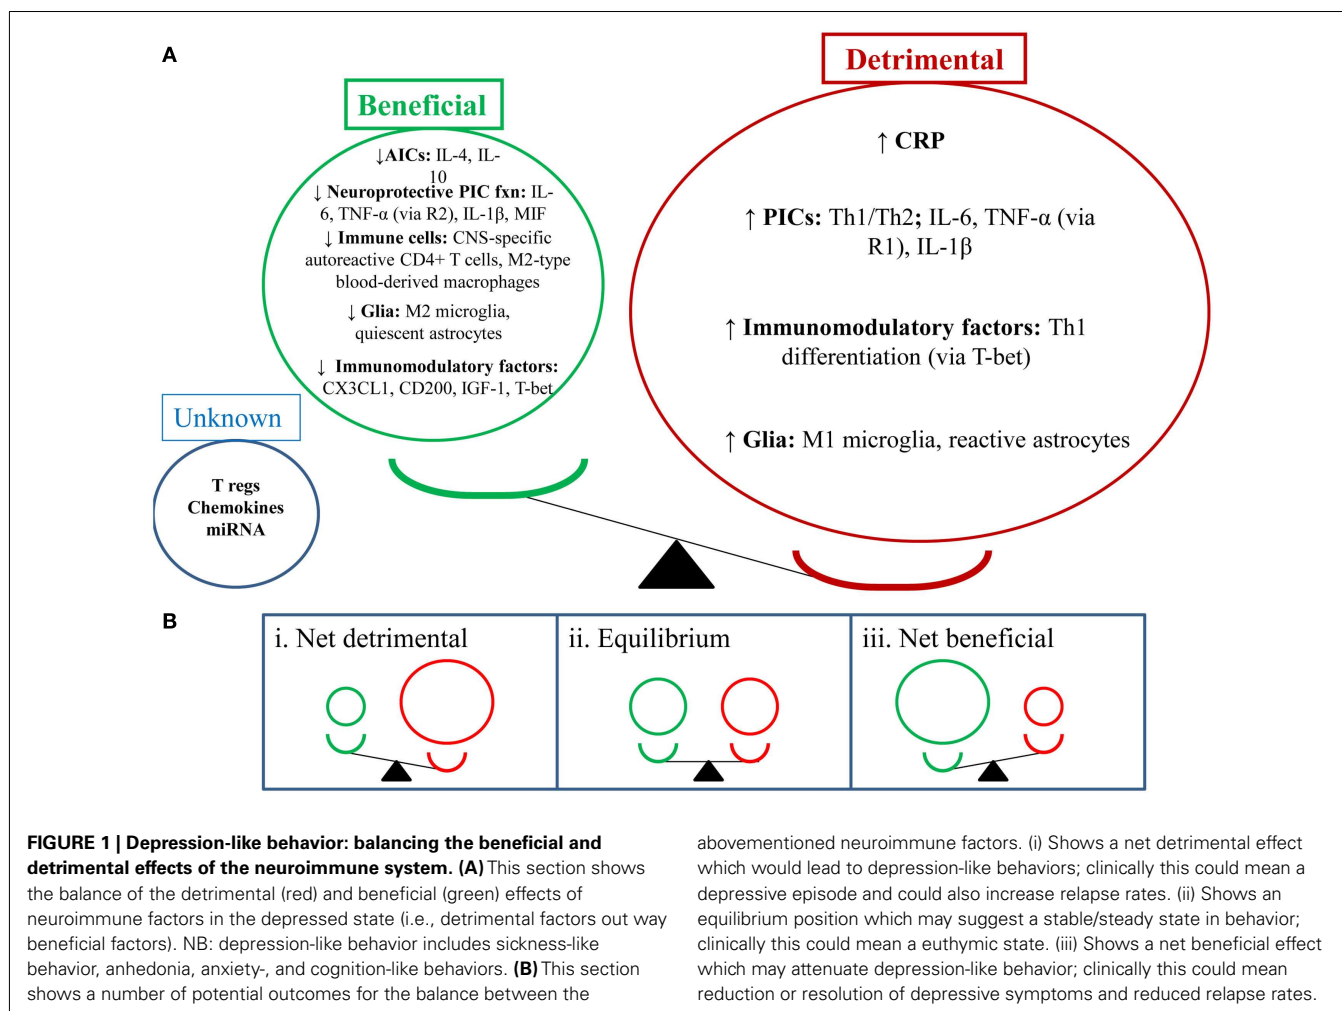 A
Beneficial
↓AICs: IL-4, IL-
10
↓ Neuroprotective PIC fxn: IL-
6, TNF-α (via R2), IL-1β, MIF
↓ Immune cells: CNS-specific
autoreactive CD4+ T cells, M2-type
blood-derived macrophages
↓ Glia: M2 microglia,
quiescent astrocytes
↓ Immunomodulatory factors:
CX3CL1, CD200, IGF-1, T-bet
Detrimental
↑ CRP
↑ PICs: Th1/Th2; IL-6, TNF-α (via
R1), IL-1β
↑ Immunomodulatory factors: Th1
differentiation (via T-bet)
↑ Glia: M1 microglia, reactive astrocytes
Unknown
T regs
Chemokines
miRNA
B
i. Net detrimental
ii. Equilibrium
iii. Net beneficial
FIGURE 1 | Depression-like behavior: balancing the beneficial and
detrimental effects of the neuroimmune system. (A) This section shows
the balance of the detrimental (red) and beneficial (green) effects of
neuroimmune factors in the depressed state (i.e., detrimental factors out way
beneficial factors). NB: depression-like behavior includes sickness-like
behavior, anhedonia, anxiety-, and cognition-like behaviors. (B) This section
shows a number of potential outcomes for the balance between the
abovementioned neuroimmune factors. (i) Shows a net detrimental effect
which would lead to depression-like behaviors; clinically this could mean a
depressive episode and could also increase relapse rates. (ii) Shows an
equilibrium position which may suggest a stable/steady state in behavior;
clinically this could mean a euthymic state. (iii) Shows a net beneficial effect
which may attenuate depression-like behavior; clinically this could mean
reduction or resolution of depressive symptoms and reduced relapse rates.